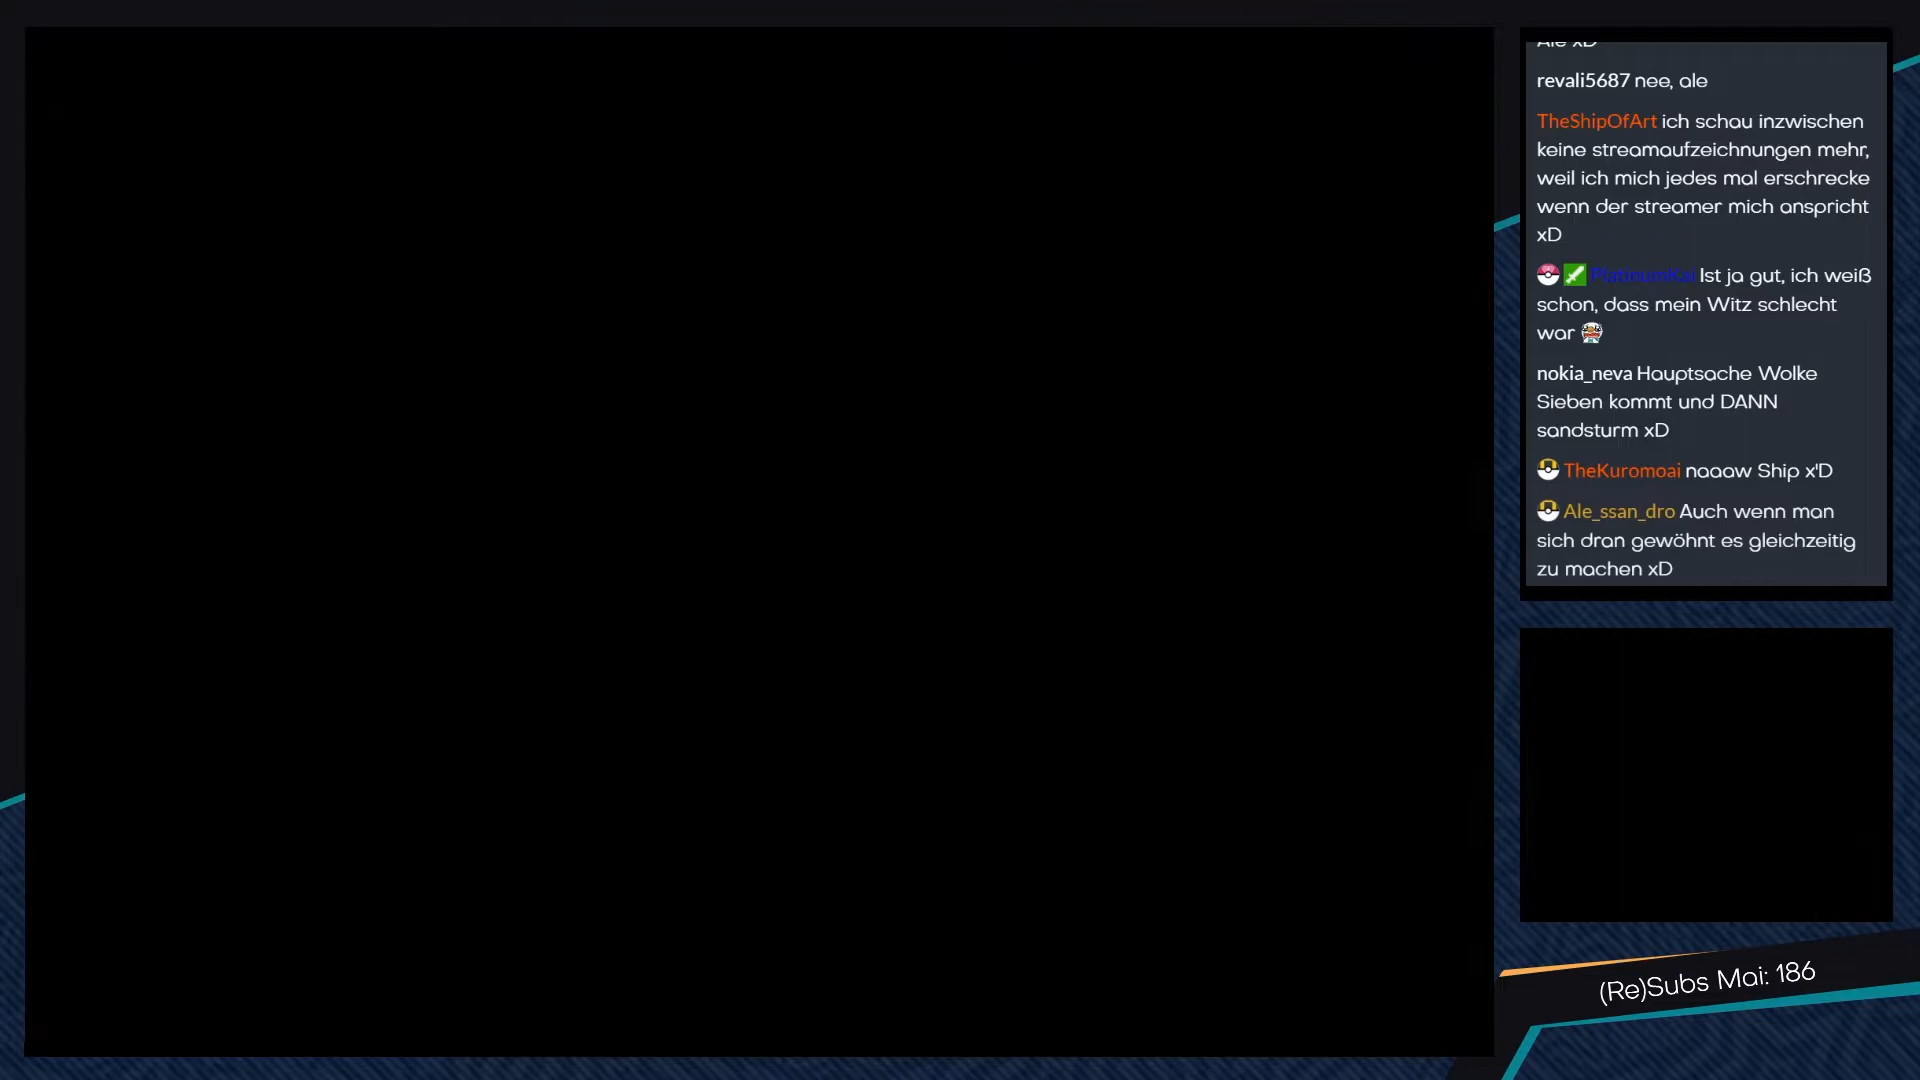 Ale xD
revali5687 nee, ale
TheShipOfArt ich schau inzwischen
keine streamaufzeichnungen mehr,
weil ich mich jedes mal erschrecke
wenn der streamer mich anspricht
xD
PlatinumKai Ist ja gut, ich weiß
schon, dass mein Witz schlecht
war
nokia_neva Hauptsache Wolke
Sieben kommt und DANN
sandsturm xD
TheKuromoai naaaw Ship x'D
Ale_ssan_dro Auch wenn man
sich dran gewöhnt es gleichzeitig
zu machen xD
(Re)Subs Mai: 186